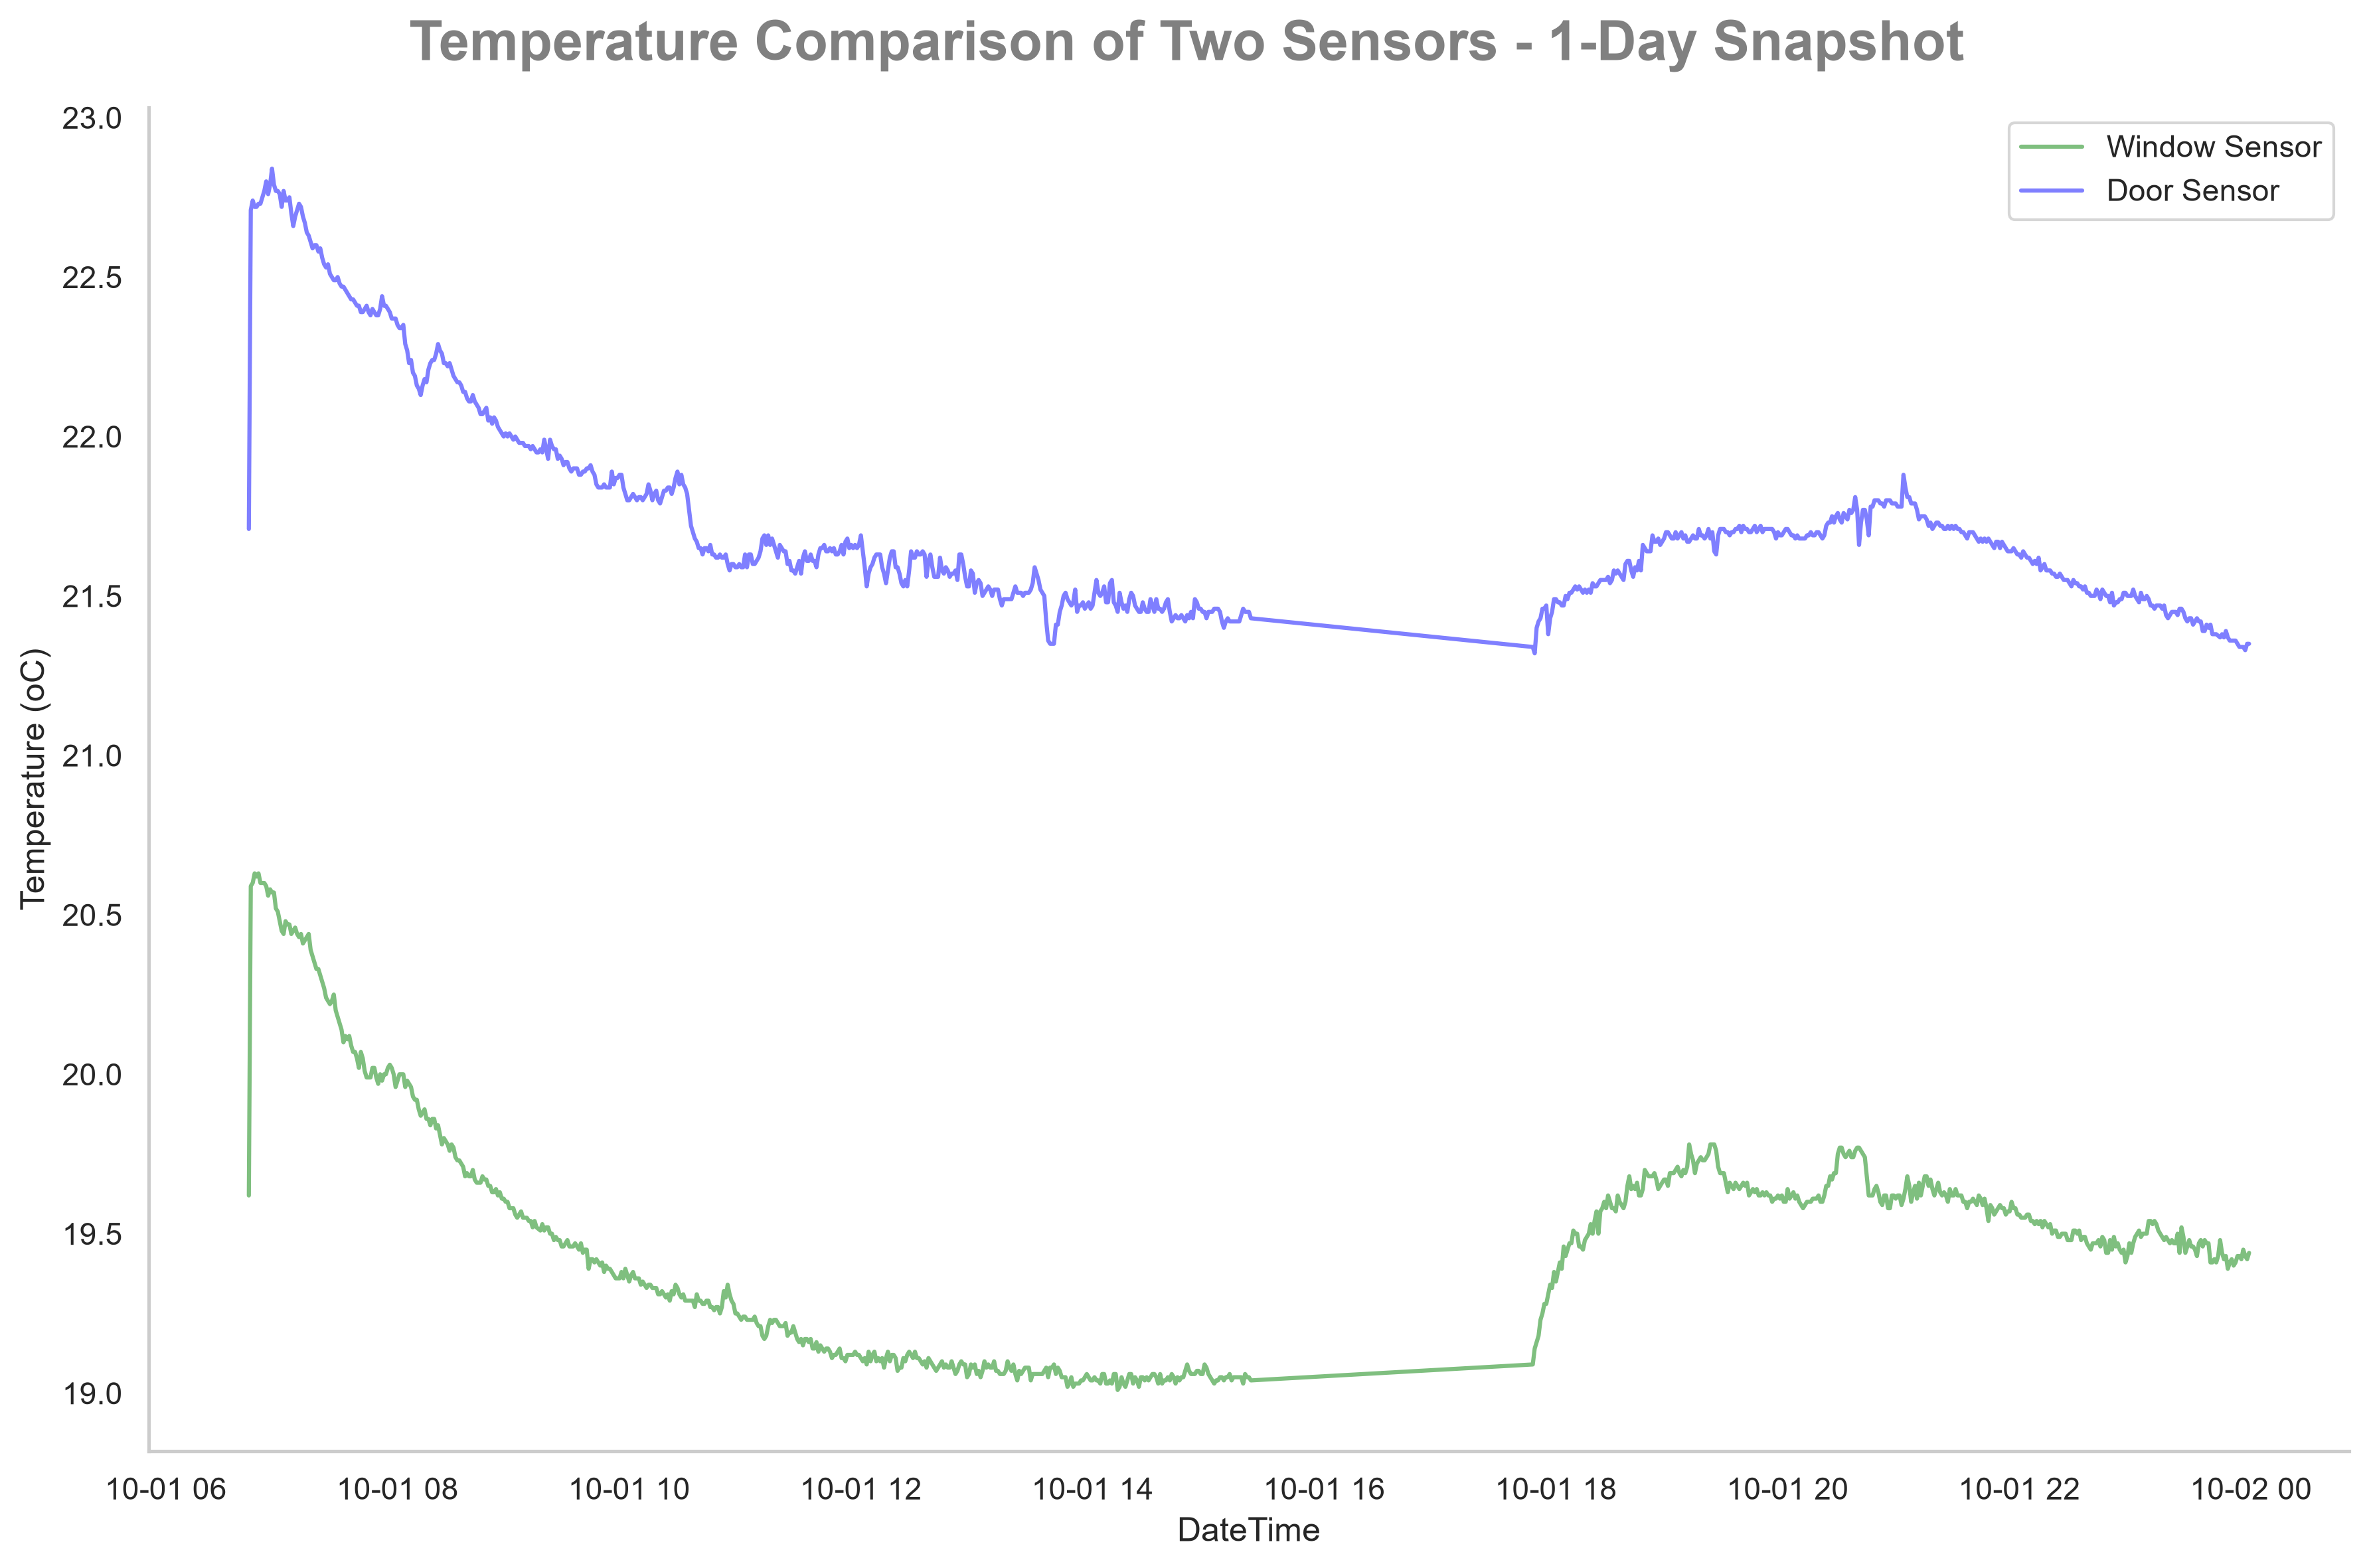 Temperature Comparison of Two Sensors - 1-Day Snapshot
Window Sensor
Door Sensor
Temperature (oC)
23.0
22.5
22.0
21.5
21.0
20.5
20.0
19.5
19.0
10-01 06 10-01 08 10-01 10 10-01 12 10-01 14 10-01 16 10-01 18 10-01 20 10-01 22 10-02 00
DateTime